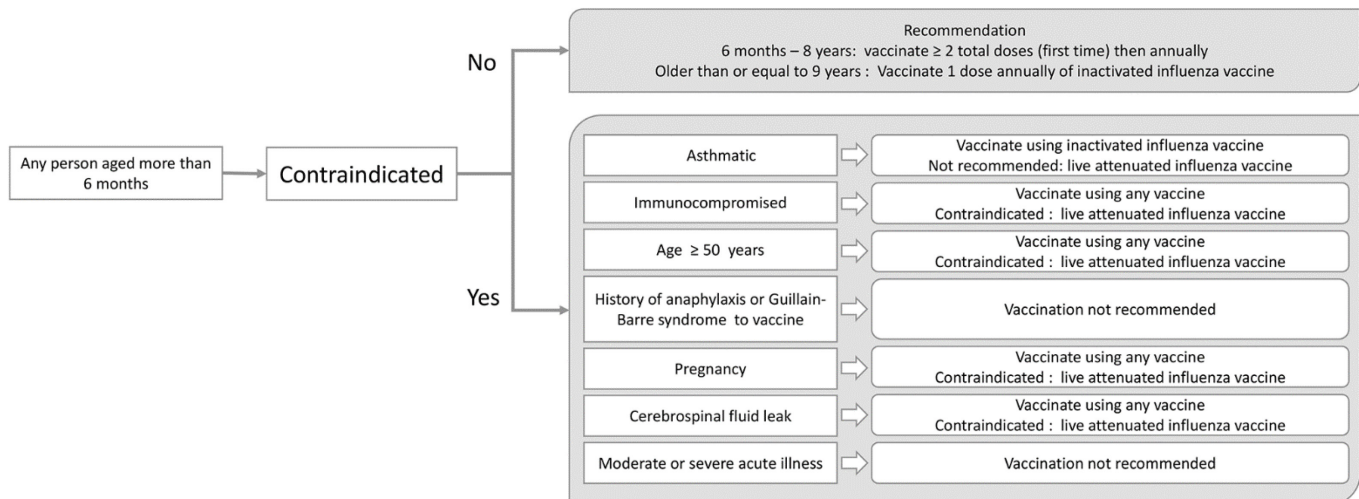 Any person aged more than
6 months
Contraindicated
No
Recommendation
6 months – 8 years:  vaccinate ≥ 2 total doses (first time) then annually
Older than or equal to 9 years :  Vaccinate 1 dose annually of inactivated influenza vaccine
Yes
Asthmatic
Vaccinate using inactivated influenza vaccine
Not recommended: live attenuated influenza vaccine
Immunocompromised
Vaccinate using any vaccine
Contraindicated :  live attenuated influenza vaccine
Age  ≥ 50  years
Vaccinate using any vaccine
Contraindicated :  live attenuated influenza vaccine
History of anaphylaxis or Guillain-
Barre syndrome  to vaccine
Vaccination not recommended
Pregnancy
Vaccinate using any vaccine
Contraindicated :  live attenuated influenza vaccine
Cerebrospinal fluid leak
Vaccinate using any vaccine
Contraindicated :  live attenuated influenza vaccine
Moderate or severe acute illness
Vaccination not recommended